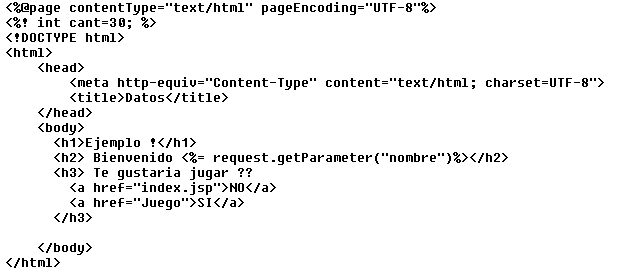 <%@page contentType="text/html" pageEncoding="UTF-8"%>
<%! int cant=30; %>
<!DOCTYPE html>
<html>
    <head>
        <meta http-equiv="Content-Type" content="text/html; charset=UTF-8">
        <title>Datos</title>
    </head>
    <body>
      <h1>Ejemplo !</h1>
      <h2> Bienvenido <%= request.getParameter("nombre")%></h2>
      <h3> Te gustaria jugar ??
        <a href="index.jsp">NO</a>
        <a href="Juego">SI</a>
      </h3>

    </body>
</html>